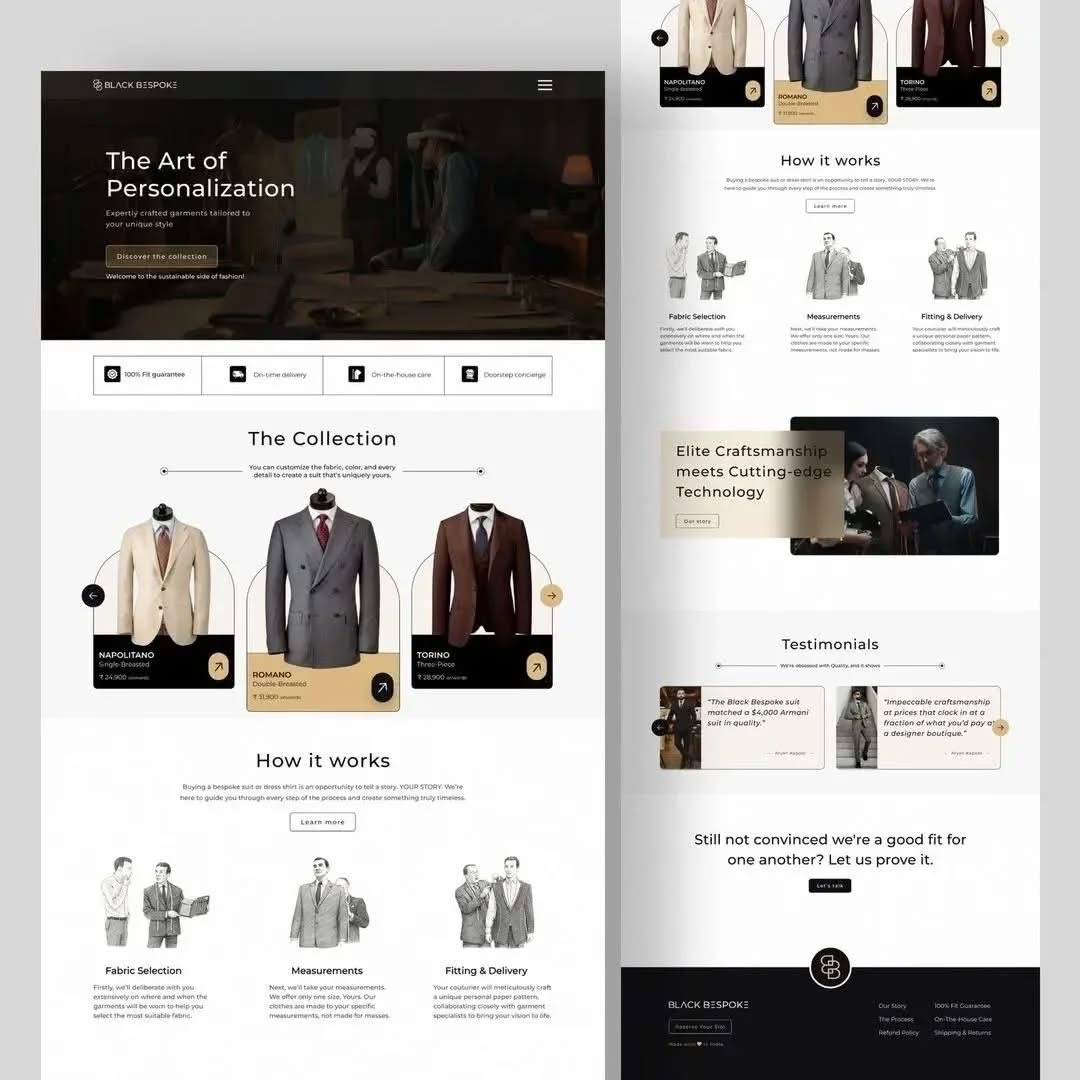 BLACK BESPOKE
The Art of
Personalization
Expertly crafted garments tailored to
your unique style
Discover the collection
Welcome to the sustainable side of fashion!
100% Fit guarantee
On-time delivery
On-the-house care
Doorstep concierge
The Collection
You can customize the fabric, color, and every
detail to create a suit that's uniquely yours.
NAPOLITANO
Single-Breasted
₹ 24,900 onwards
ROMANO
Double-Breasted
₹ 31,900 onwards
TORINO
Three-Piece
₹ 28,900 onwards
How it works
Buying a bespoke suit or dress shirt is an opportunity to tell a story. YOUR STORY. We're
here to guide you through every step of the process and create something truly timeless.
Learn more
Fabric Selection
Firstly, we'll deliberate with you
extensively on where and when the
garments will be worn to help you
select the most suitable fabric.
Measurements
Next, we'll take your measurements.
We offer only one size, Yours. Our
clothes are made to your specific
measurements, not made for masses.
Fitting & Delivery
Your couturier will meticulously craft
a unique personal paper pattern,
collaborating closely with garment
specialists to bring your vision to life.
NAPOLITANO
Single-Breasted
₹ 24,900 onwards
ROMANO
Double-Breasted
₹ 31,900 onwards
TORINO
Three-Piece
₹ 28,900 onwards
How it works
Buying a bespoke suit or dress shirt is an opportunity to tell a story. YOUR STORY. We're
here to guide you through every step of the process and create something truly timeless.
Learn more
Fabric Selection
Firstly, we'll deliberate with you
extensively on where and when the
garments will be worn to help you
select the most suitable fabric.
Measurements
Next, we'll take your measurements.
We offer only one size, Yours. Our
clothes are made to your specific
measurements, not made for masses.
Fitting & Delivery
Your couturier will meticulously craft
a unique personal paper pattern,
collaborating closely with garment
specialists to bring your vision to life.
Elite Craftsmanship
meets Cutting-edge
Technology
Our story
Testimonials
We're obsessed with Quality, and it shows
"The Black Bespoke suit
matched a $4,000 Armani
suit in quality."
Aryan Kapoor
"Impeccable craftsmanship
at prices that clock in at a
fraction of what you'd pay at
a designer boutique."
Aryan Kapoor
Still not convinced we're a good fit for
one another? Let us prove it.
Let's talk
BLACK BESPOKE
Reserve Your Slot
Made with 🤎 in India
Our Story
The Process
Refund Policy
100% Fit Guarantee
On-The-House Care
Shipping & Returns